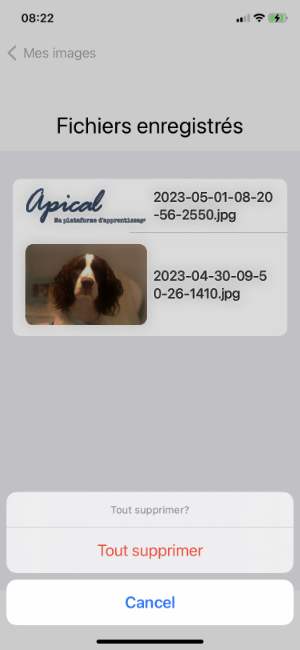 08:22
Mes images
Fichiers enregistrés
Apical
Ma plateforme d'apprentissage
2023-05-01-08-20
-56-2550.jpg
2023-04-30-09-5
0-26-1410.jpg
Tout supprimer?
Tout supprimer
Cancel